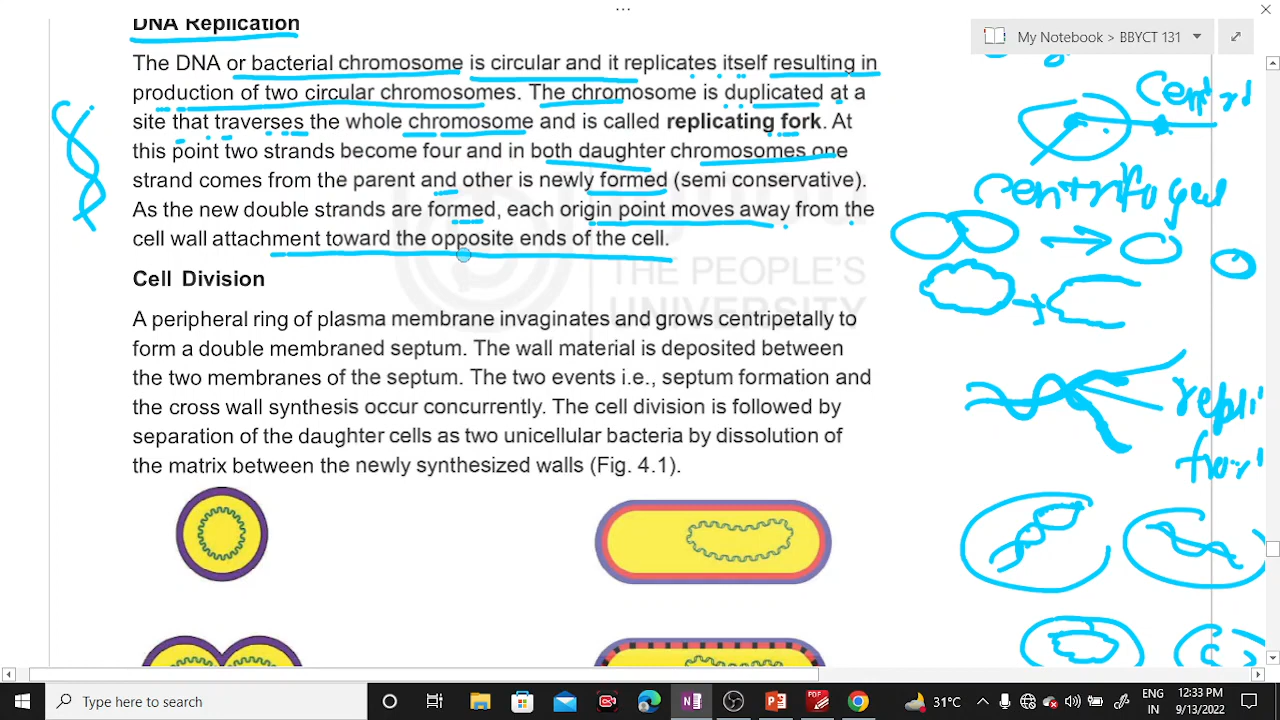 My Notebook > BBYCT 131
DNA Replication
The DNA or bacterial chromosome is circular and it replicates itself resulting in
production of two circular chromosomes. The chromosome is duplicated at a
site that traverses the whole chromosome and is called replicating fork. At
this point two strands become four and in both daughter chromosomes one
strand comes from the parent and other is newly formed (semi conservative).
As the new double strands are formed, each origin point moves away from the
cell wall attachment toward the opposite ends of the cell.
THE PEOPLE'S
UNIVERSITY
Cell Division
A peripheral ring of plasma membrane invaginates and grows centripetally to
form a double membraned septum. The wall material is deposited between
the two membranes of the septum. The two events i.e., septum formation and
the cross wall synthesis occur concurrently. The cell division is followed by
separation of the daughter cells as two unicellular bacteria by dissolution of
the matrix between the newly synthesized walls (Fig. 4.1).
centrifugal
repli
Type here to search
31°C
ENG
IN
12:33 PM
9/13/2022